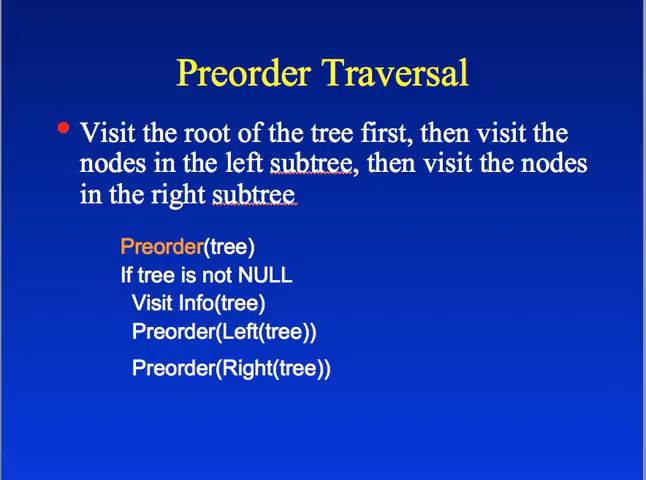 Preorder Traversal
Visit the root of the tree first, then visit the
nodes in the left subtree, then visit the nodes
in the right subtree
Preorder(tree)
If tree is not NULL
Visit Info(tree)
Preorder(Left(tree))
Preorder(Right(tree))